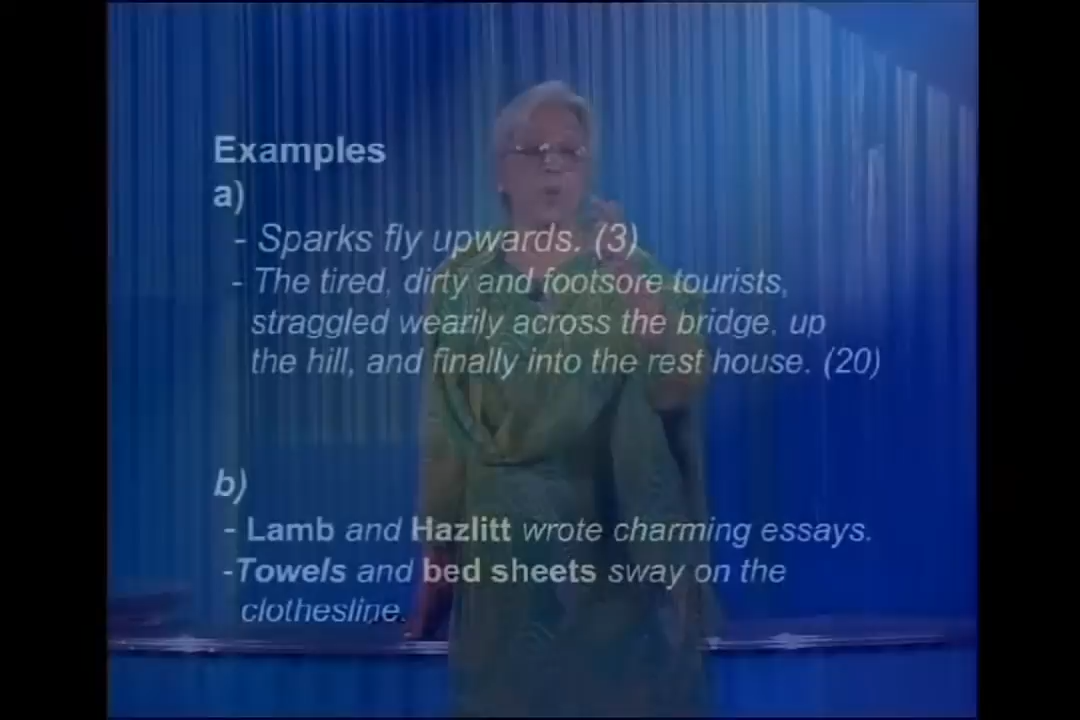 Examples
a)
- Sparks fly upwards. (3)
- The tired, dirty and footsore tourists,
straggled wearily across the bridge, up
the hill, and finally into the rest house. (20)
b)
- Lamb and Hazlitt wrote charming essays.
-Towels and bed sheets sway on the
clothesline.